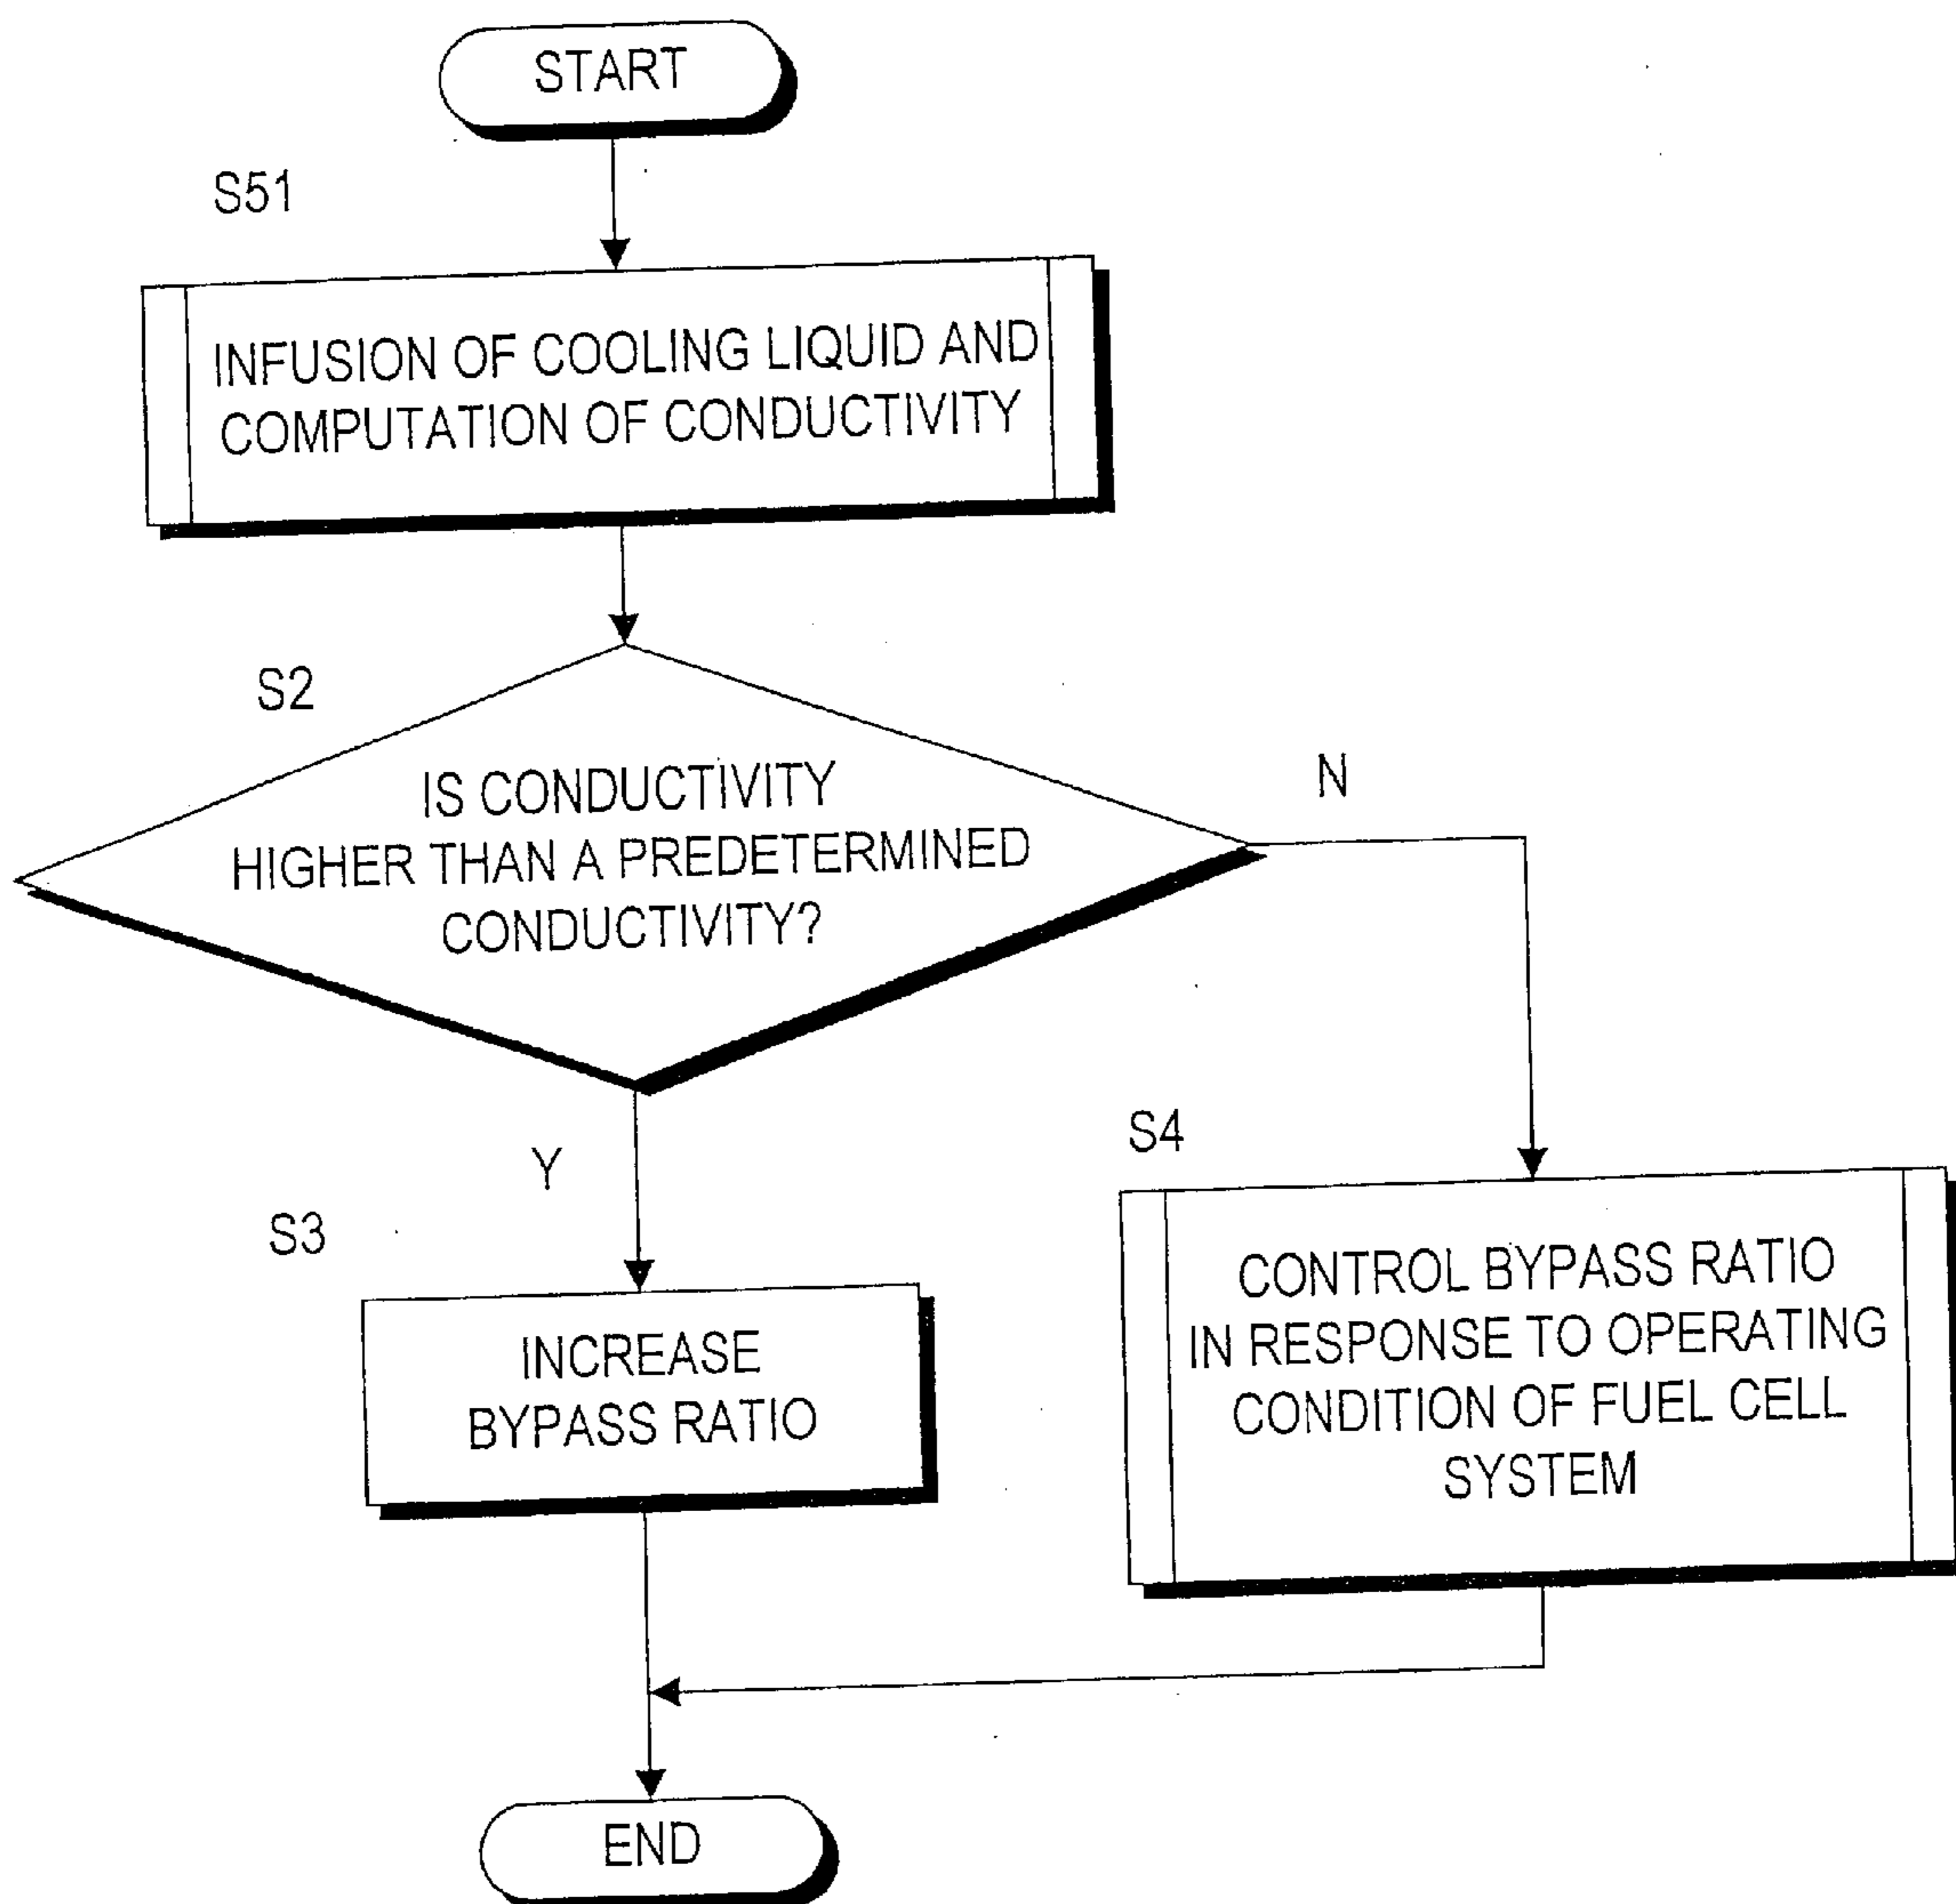 START
S51
INFUSION OF COOLING LIQUID AND
COMPUTATION OF CONDUCTIVITY
S2
IS CONDUCTIVITY
HIGHER THAN A PREDETERMINED
CONDUCTIVITY?
N
Y
S3
INCREASE
BYPASS RATIO
S4
CONTROL BYPASS RATIO
IN RESPONSE TO OPERATING
CONDITION OF FUEL CELL
SYSTEM
END